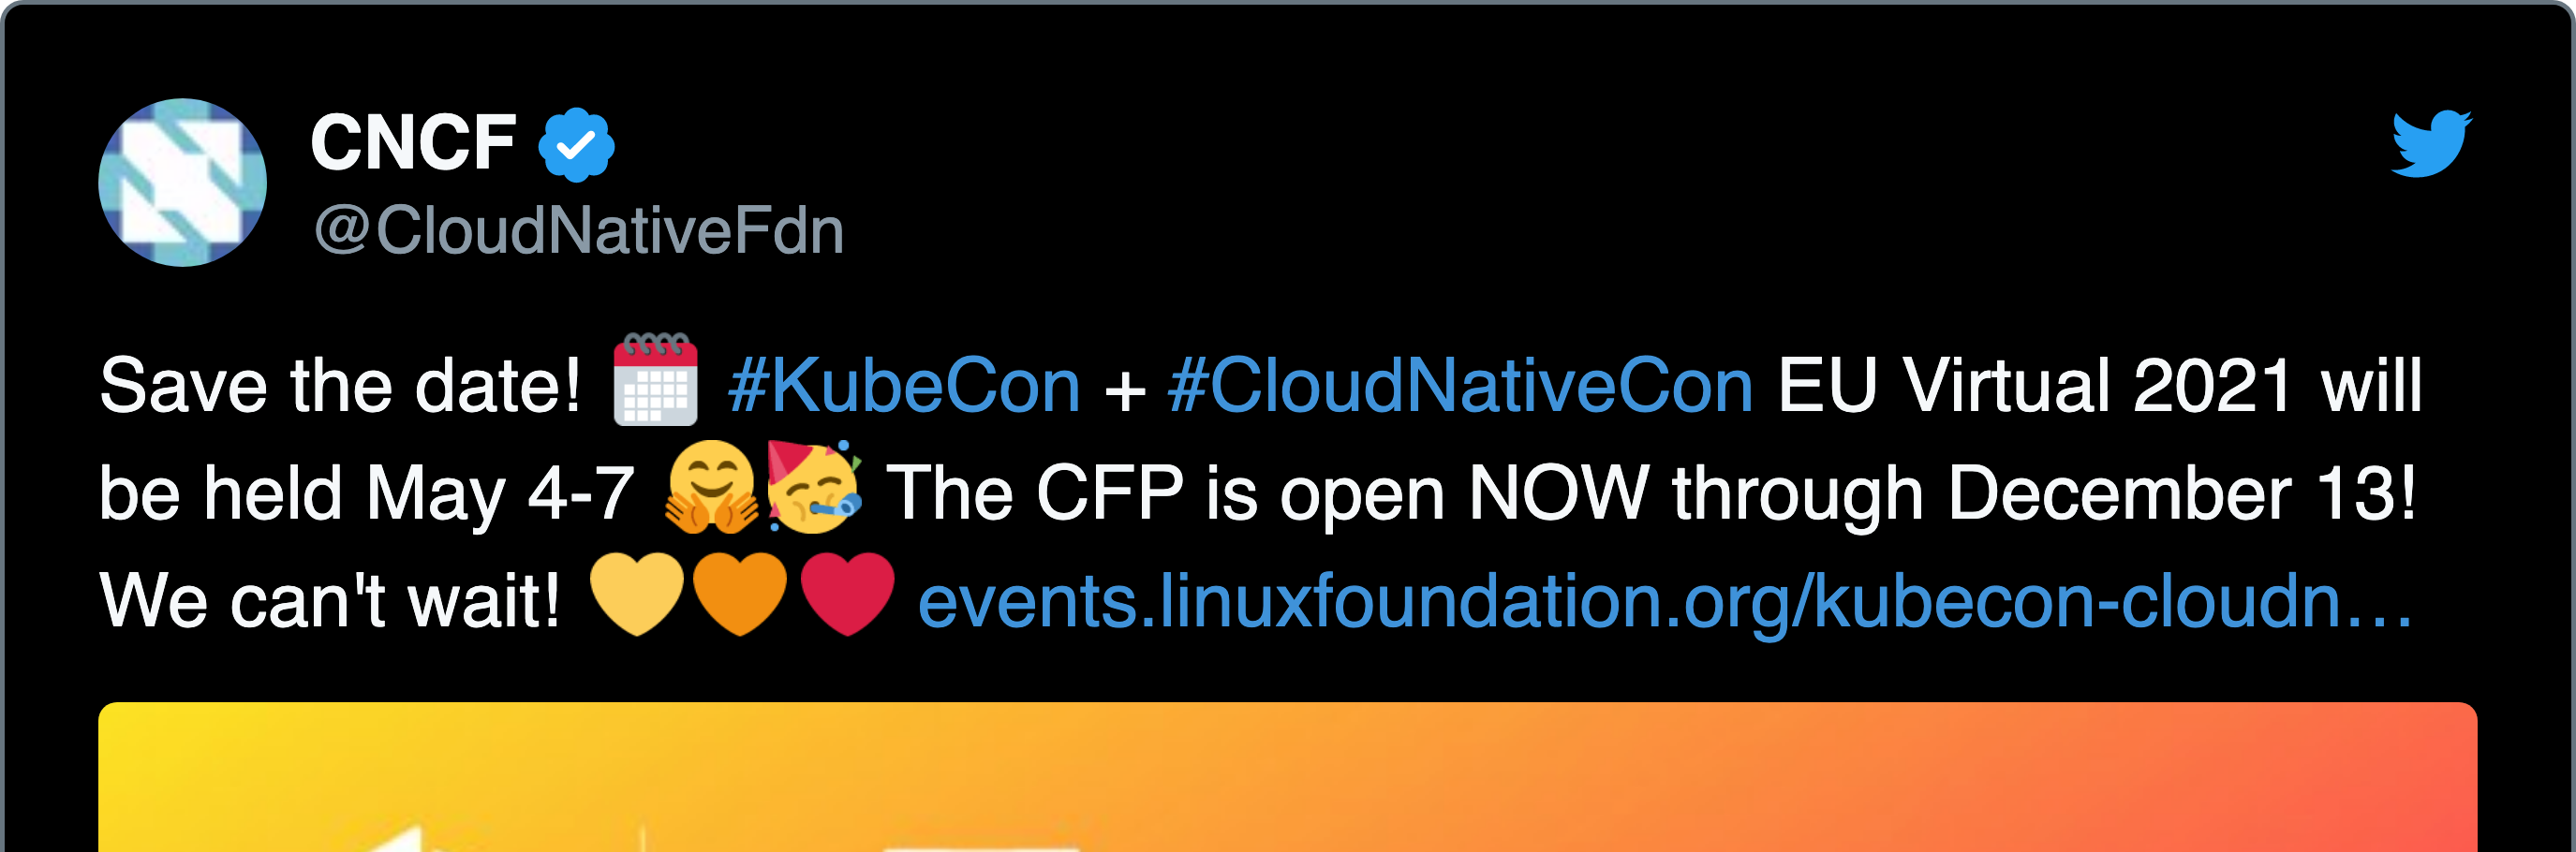 CNCF
@CloudNativeFdn
Save the date! 🗓 #KubeCon + #CloudNativeCon EU Virtual 2021 will
be held May 4-7 🤗🥳 The CFP is open NOW through December 13!
We can't wait! 💛🧡❤️ events.linuxfoundation.org/kubecon-cloudn…